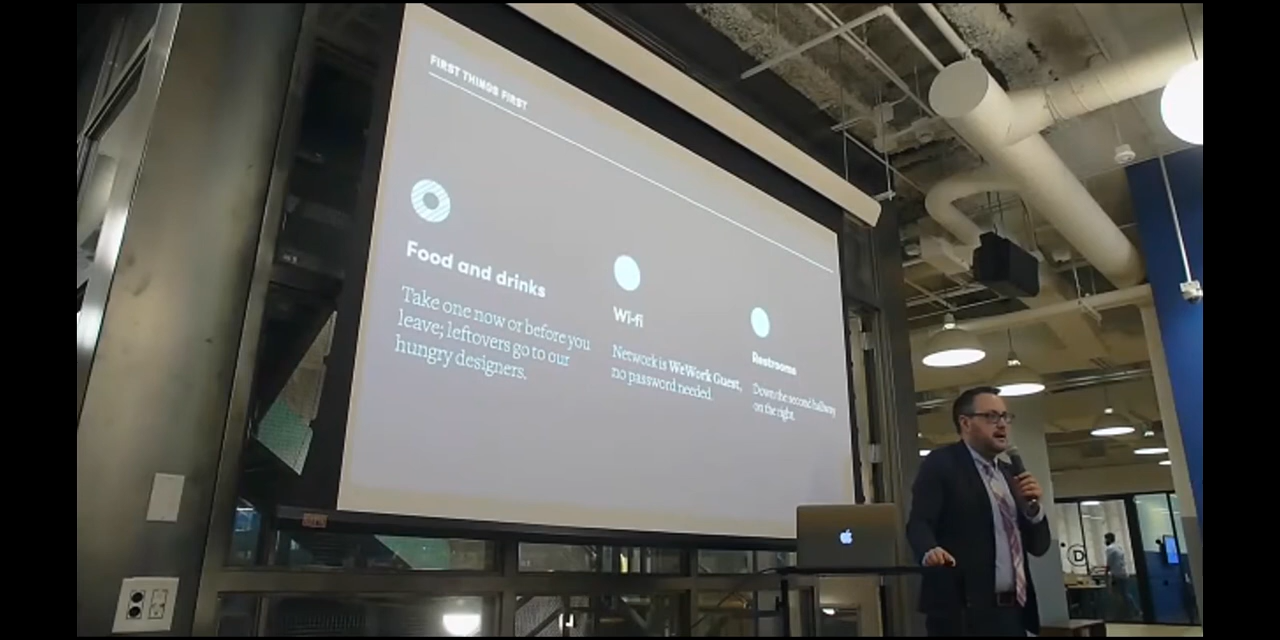 FIRST THINGS FIRST
Food and drinks
Take one now or before you
leave; leftovers go to our
hungry designers.
Wi-fi
Network is WeWork Guest,
no password needed.
Restrooms
Down the second hallway
on the right.
D